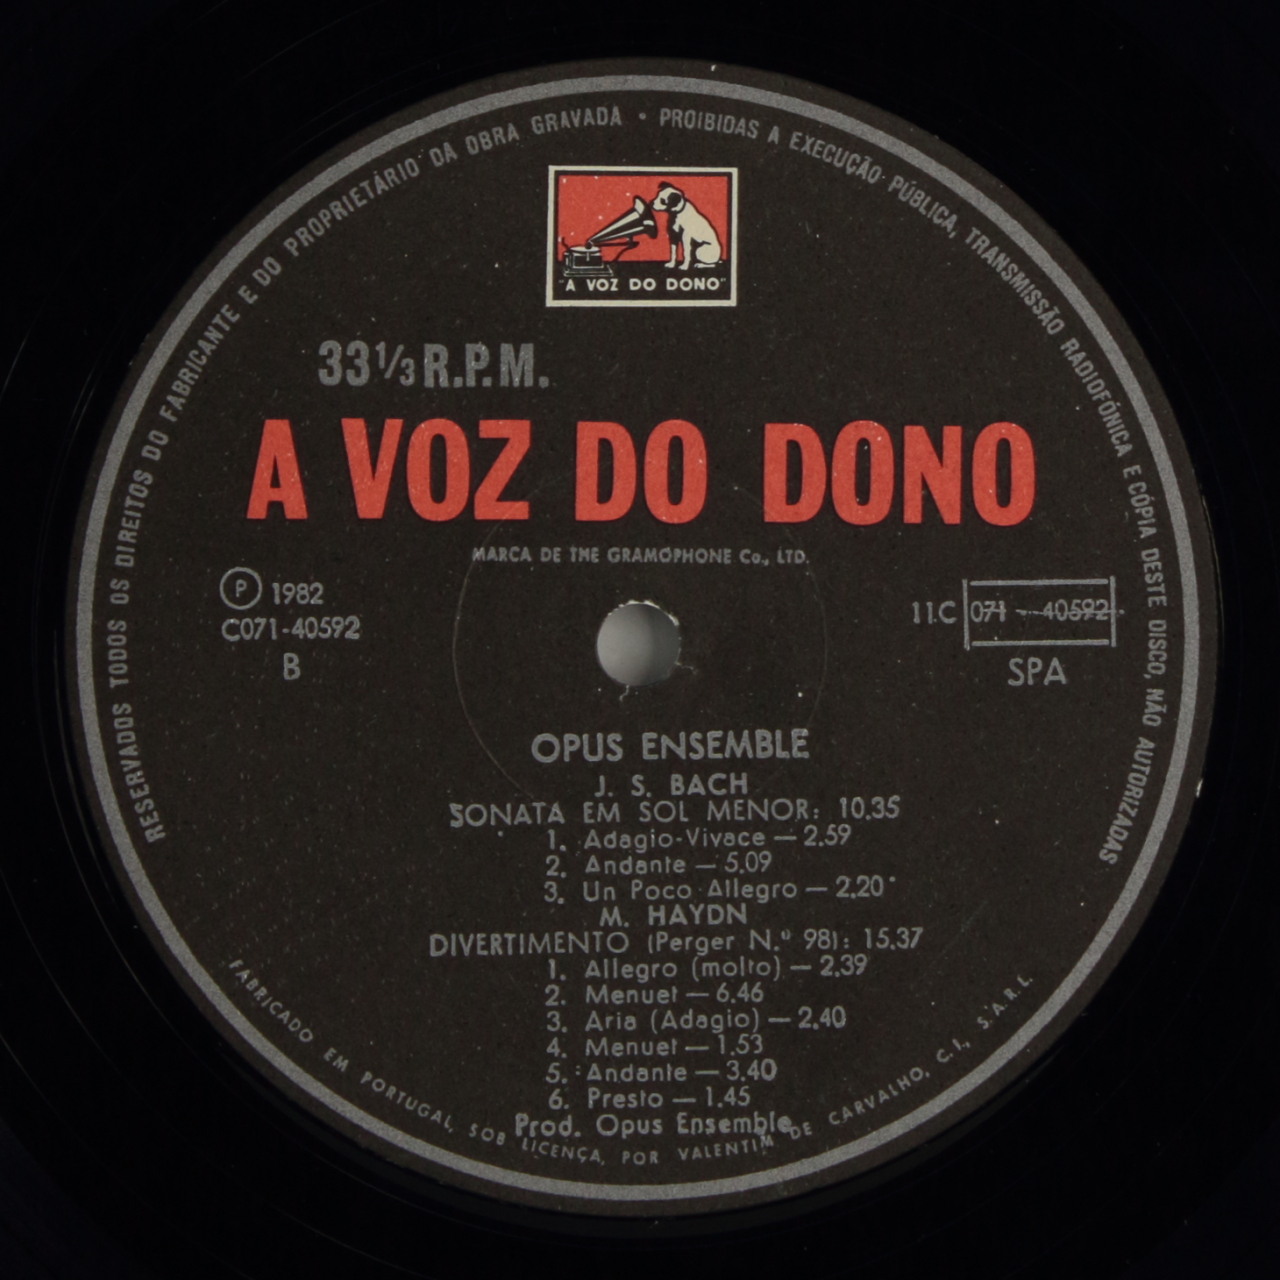 RESERVADOS TODOS OS DIREITOS DO FABRICANTE E DO PROPRIETÁRIO DA OBRA GRAVADA • PROIBIDAS A EXECUÇÃO PÚBLICA, TRANSMISSÃO RADIOFÓNICA E CÓPIA DESTE DISCO, NÃO AUTORIZADAS
"A VOZ DO DONO"
33 1/3 R.P.M.
A VOZ DO DONO
MARCA DE THE GRAMOPHONE Co., LTD.
Ⓟ 1982
C071-40592
B
11C 071 - 40592
SPA
OPUS ENSEMBLE
J. S. BACH
SONATA EM SOL MENOR: 10.35
1. Adagio-Vivace — 2.59
2. Andante — 5.09
3. Un Poco Allegro — 2.20
M. HAYDN
DIVERTIMENTO (Perger N.º 98): 15.37
1. Allegro (molto) — 2.39
2. Menuet — 6.46
3. Aria (Adagio) — 2.40
4. Menuet — 1.53
5. Andante — 3.40
6. Presto — 1.45
Prod. Opus Ensemble
FABRICADO EM PORTUGAL, SOB LICENÇA, POR VALENTIM DE CARVALHO, C.I., S.A.R.L.